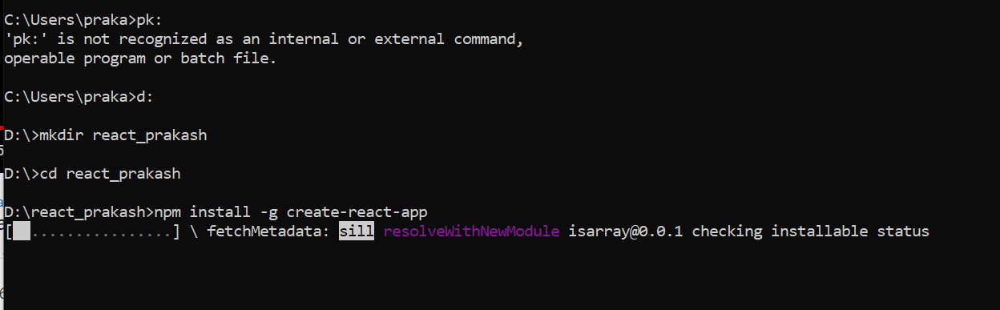 C:\Users\praka>pk:
'pk:' is not recognized as an internal or external command,
operable program or batch file.
C:\Users\praka>d:
D:\>mkdir react_prakash
D:\>cd react_prakash
D:\react_prakash>npm install -g create-react-app
[  ................] \ fetchMetadata: sill resolveWithNewModule isarray@0.0.1 checking installable status